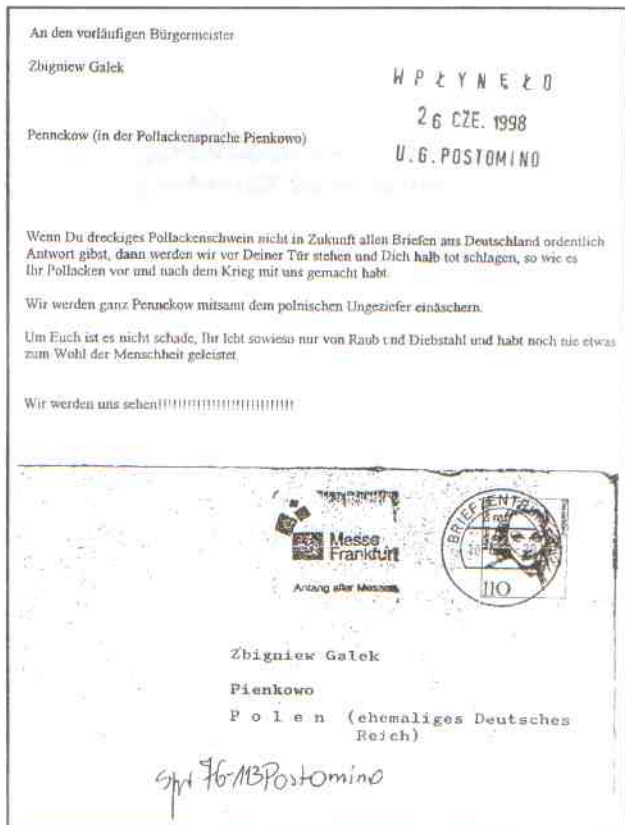 An den vorläufigen Bürgermeister
Zbigniew Galek
WPŁYNĘŁO
26 CZE. 1998
U.G.POSTOMINO
Pennekow (in der Pollackensprache Pienkowo)
Wenn Du dreckiges Pollackenschwein nicht in Zukunft allen Briefen aus Deutschland ordentlich
Antwort gibst, dann werden wir vor Deiner Tür stehen und Dich halb tot schlagen, so wie es
Ihr Pollacken vor und nach dem Krieg mit uns gemacht habt.
Wir werden ganz Pennekow mitsamt dem polnischen Ungeziefer einäschern.
Um Euch ist es nicht schade, Ihr lebt sowieso nur von Raub und Diebstahl und habt noch nie etwas
zum Wohl der Menschheit geleistet.
Wir werden uns sehen!!!!!!!!!!!!!!!!!!!!!!!!!!!!!
Messe
Frankfurt
BRIEFZENTR
110
Zbigniew Galek
Pienkowo
P o l e n (ehemaliges Deutsches
Reich)
76-113 Postomino